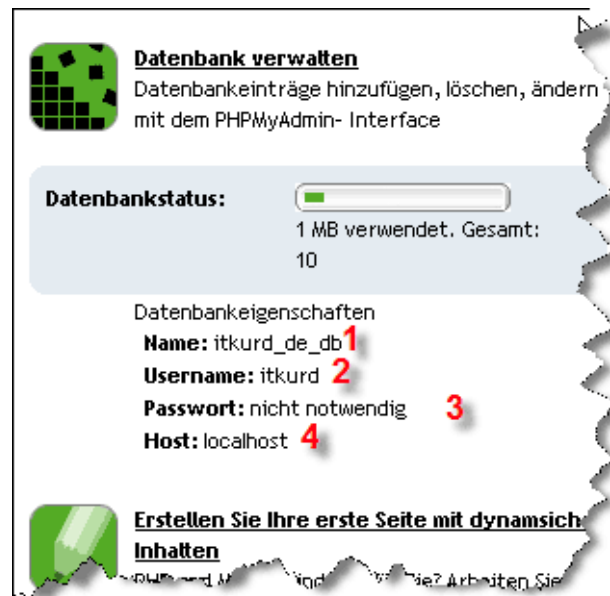 Datenbank verwalten
Datenbankeinträge hinzufügen, löschen, ändern
mit dem PHPMyAdmin- Interface
Datenbankstatus:
1 MB verwendet. Gesamt:
10
Datenbankeigenschaften
Name: itkurd_de_db 1
Username: itkurd 2
Passwort: nicht notwendig 3
Host: localhost 4
Erstellen Sie Ihre erste Seite mit dynamsich
Inhalten
Arbeiten Sie